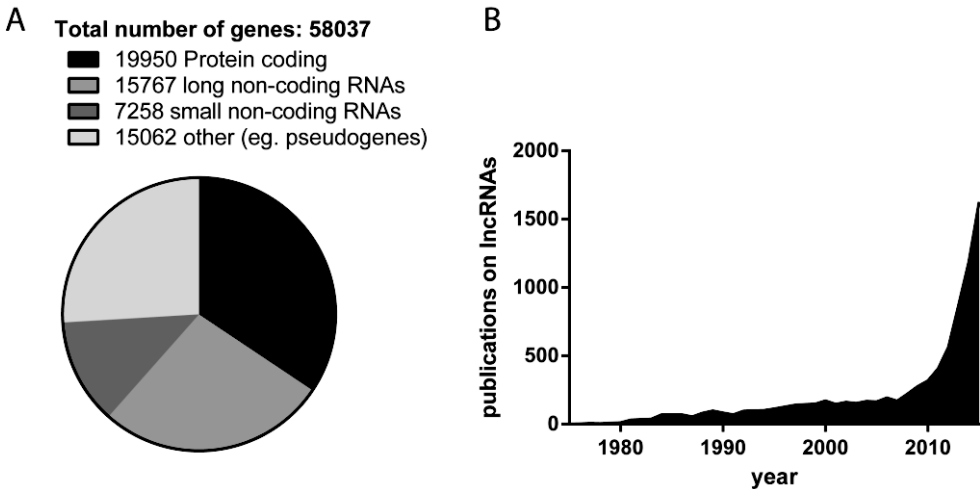 A
Total number of genes: 58037
19950 Protein coding
15767 long non-coding RNAs
7258 small non-coding RNAs
15062 other (eg. pseudogenes)
B
publications on lncRNAs
2000
1500
1000
500
0
1980 1990 2000 2010
year